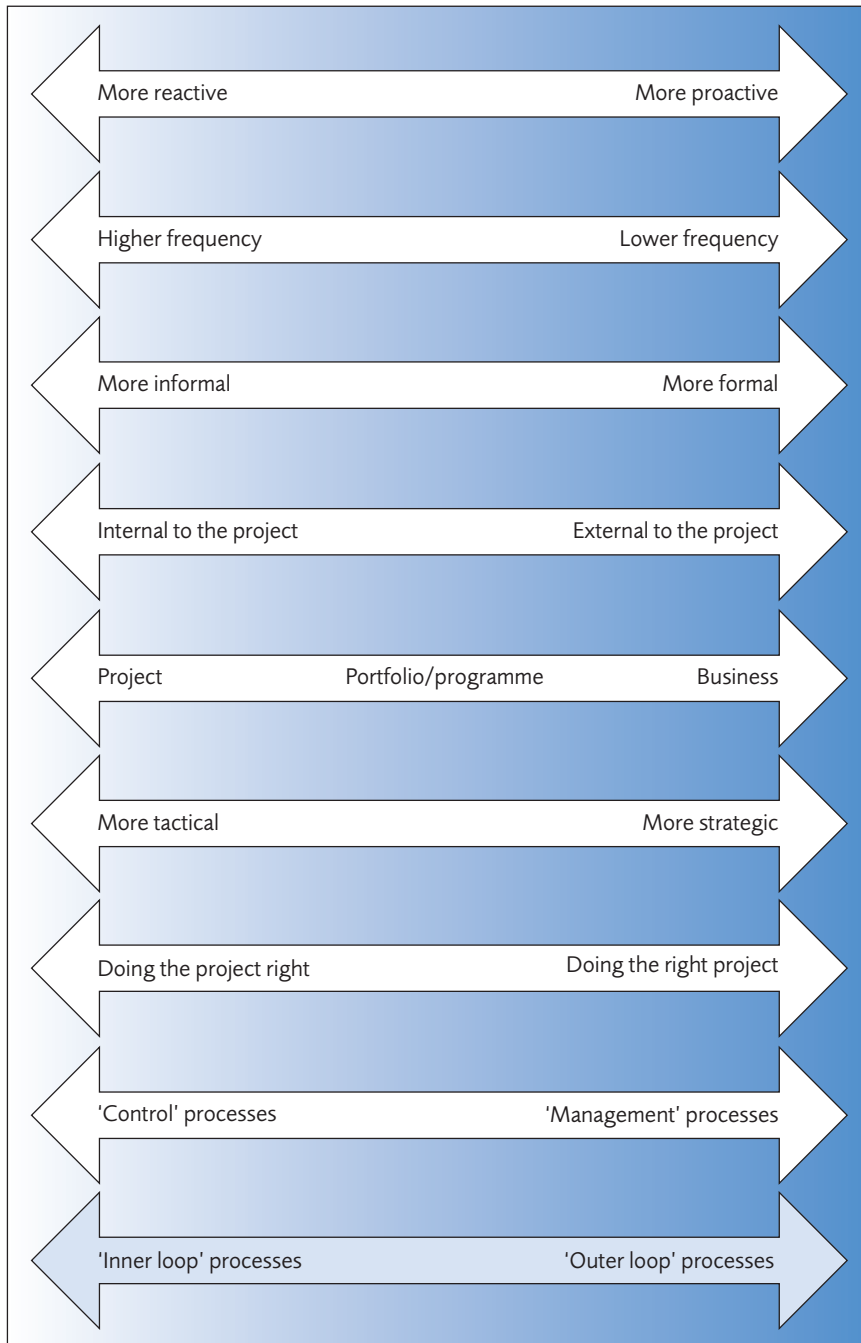 More reactive More proactive
Higher frequency Lower frequency
More informal More formal
Internal to the project External to the project
Project Portfolio/programme Business
More tactical More strategic
Doing the project right Doing the right project
'Control' processes 'Management' processes
'Inner loop' processes 'Outer loop' processes